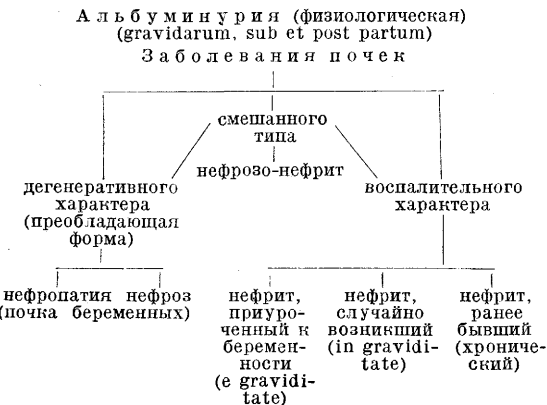 Альбуминурия (физиологическая)
(gravidarum, sub et post partum)
Заболевания почек
смешанного
типа
нефрозо-нефрит
дегенеративного
характера
(преобладающая
форма)
воспалительного
характера
нефропатия нефроз
(почка беременных)
нефрит,
приуро-
ченный к
беремен-
ности
(e gravidi-
tate)
нефрит,
случайно
возникший
(in gravidi-
tate)
нефрит,
ранее
бывший
(хрониче-
ский)